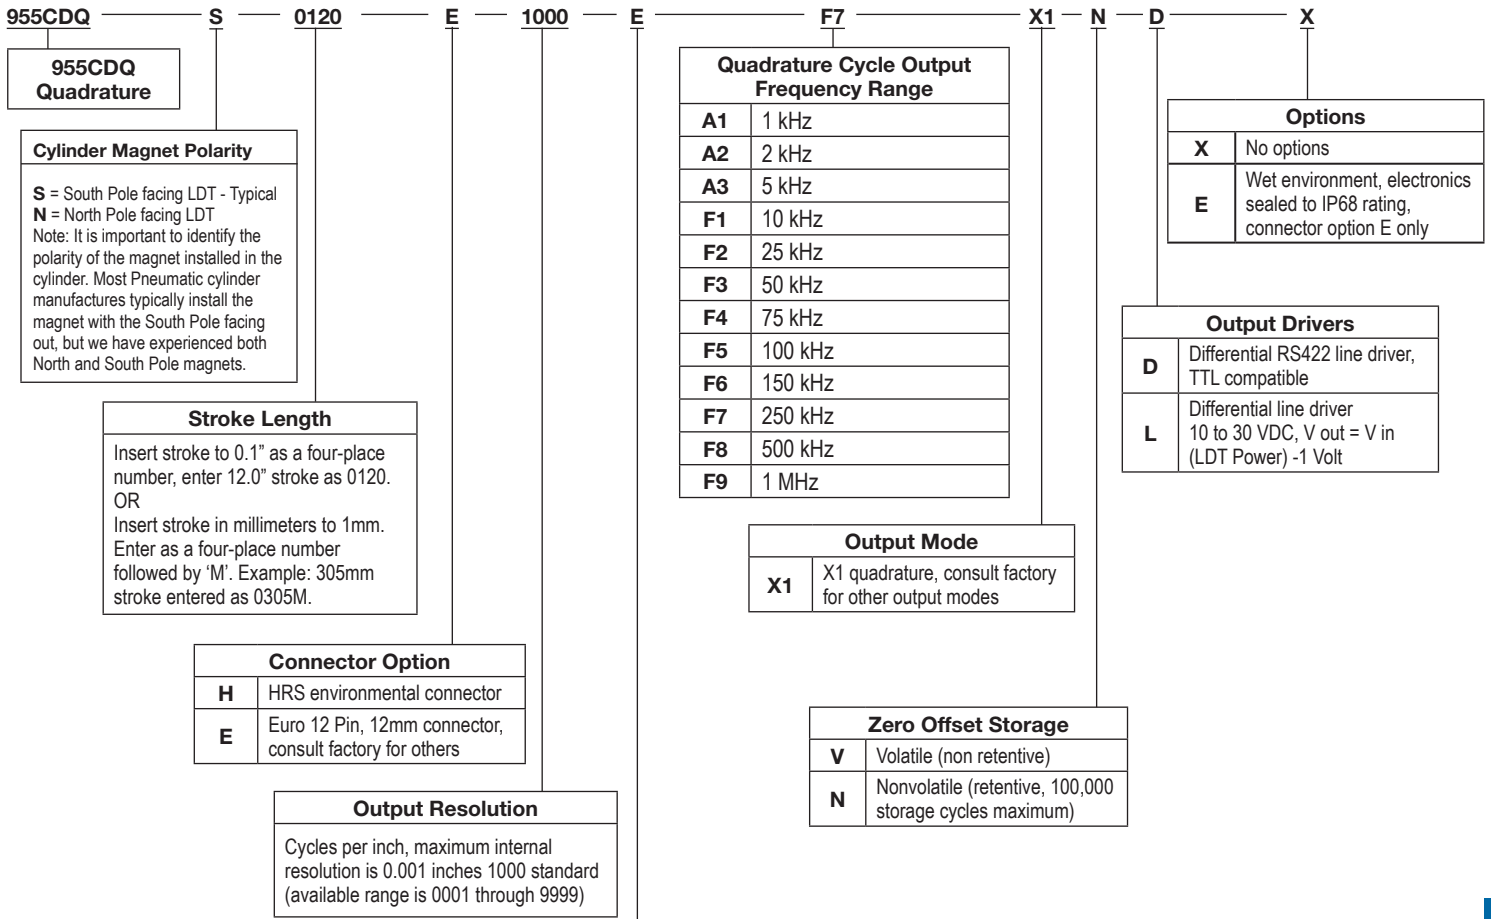 955CDQ S 0120 E 1000 E F7 X1 N D X
955CDQ
Quadrature
Cylinder Magnet Polarity
S = South Pole facing LDT - Typical
N = North Pole facing LDT
Note: It is important to identify the
polarity of the magnet installed in the
cylinder. Most Pneumatic cylinder
manufactures typically install the
magnet with the South Pole facing
out, but we have experienced both
North and South Pole magnets.
Stroke Length
Insert stroke to 0.1” as a four-place
number, enter 12.0” stroke as 0120.
OR
Insert stroke in millimeters to 1mm.
Enter as a four-place number
followed by ‘M’. Example: 305mm
stroke entered as 0305M.
Connector Option
H HRS environmental connector
E Euro 12 Pin, 12mm connector,
consult factory for others
Output Resolution
Cycles per inch, maximum internal
resolution is 0.001 inches 1000 standard
(available range is 0001 through 9999)
Quadrature Cycle Output
Frequency Range
A1 1 kHz
A2 2 kHz
A3 5 kHz
F1 10 kHz
F2 25 kHz
F3 50 kHz
F4 75 kHz
F5 100 kHz
F6 150 kHz
F7 250 kHz
F8 500 kHz
F9 1 MHz
Output Mode
X1 X1 quadrature, consult factory
for other output modes
Zero Offset Storage
V Volatile (non retentive)
N Nonvolatile (retentive, 100,000
storage cycles maximum)
Output Drivers
D Differential RS422 line driver,
TTL compatible
L Differential line driver
10 to 30 VDC, V out = V in
(LDT Power) -1 Volt
Options
X No options
E Wet environment, electronics
sealed to IP68 rating,
connector option E only